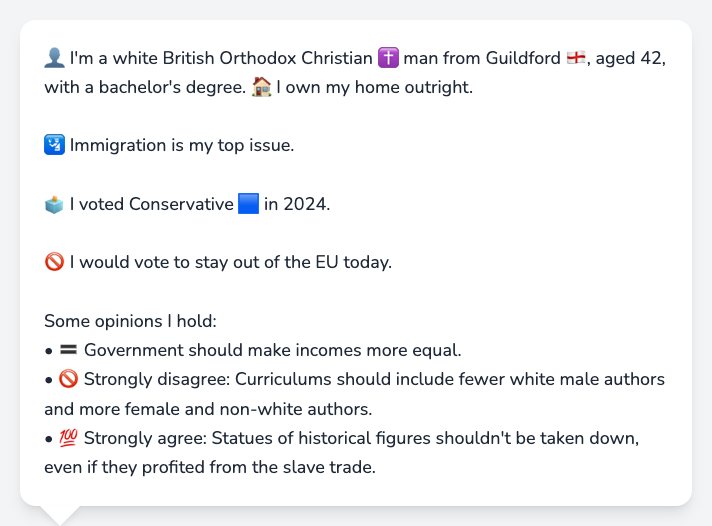 👤 I'm a white British Orthodox Christian ✝️ man from Guildford 🏴󠁧󠁢󠁥󠁮󠁧󠁿, aged 42,
with a bachelor's degree. 🏠 I own my home outright.
🛂 Immigration is my top issue.
🗳️ I voted Conservative 🟦 in 2024.
🚫 I would vote to stay out of the EU today.
Some opinions I hold:
• 🟰 Government should make incomes more equal.
• 🚫 Strongly disagree: Curriculums should include fewer white male authors
and more female and non-white authors.
• 💯 Strongly agree: Statues of historical figures shouldn't be taken down,
even if they profited from the slave trade.